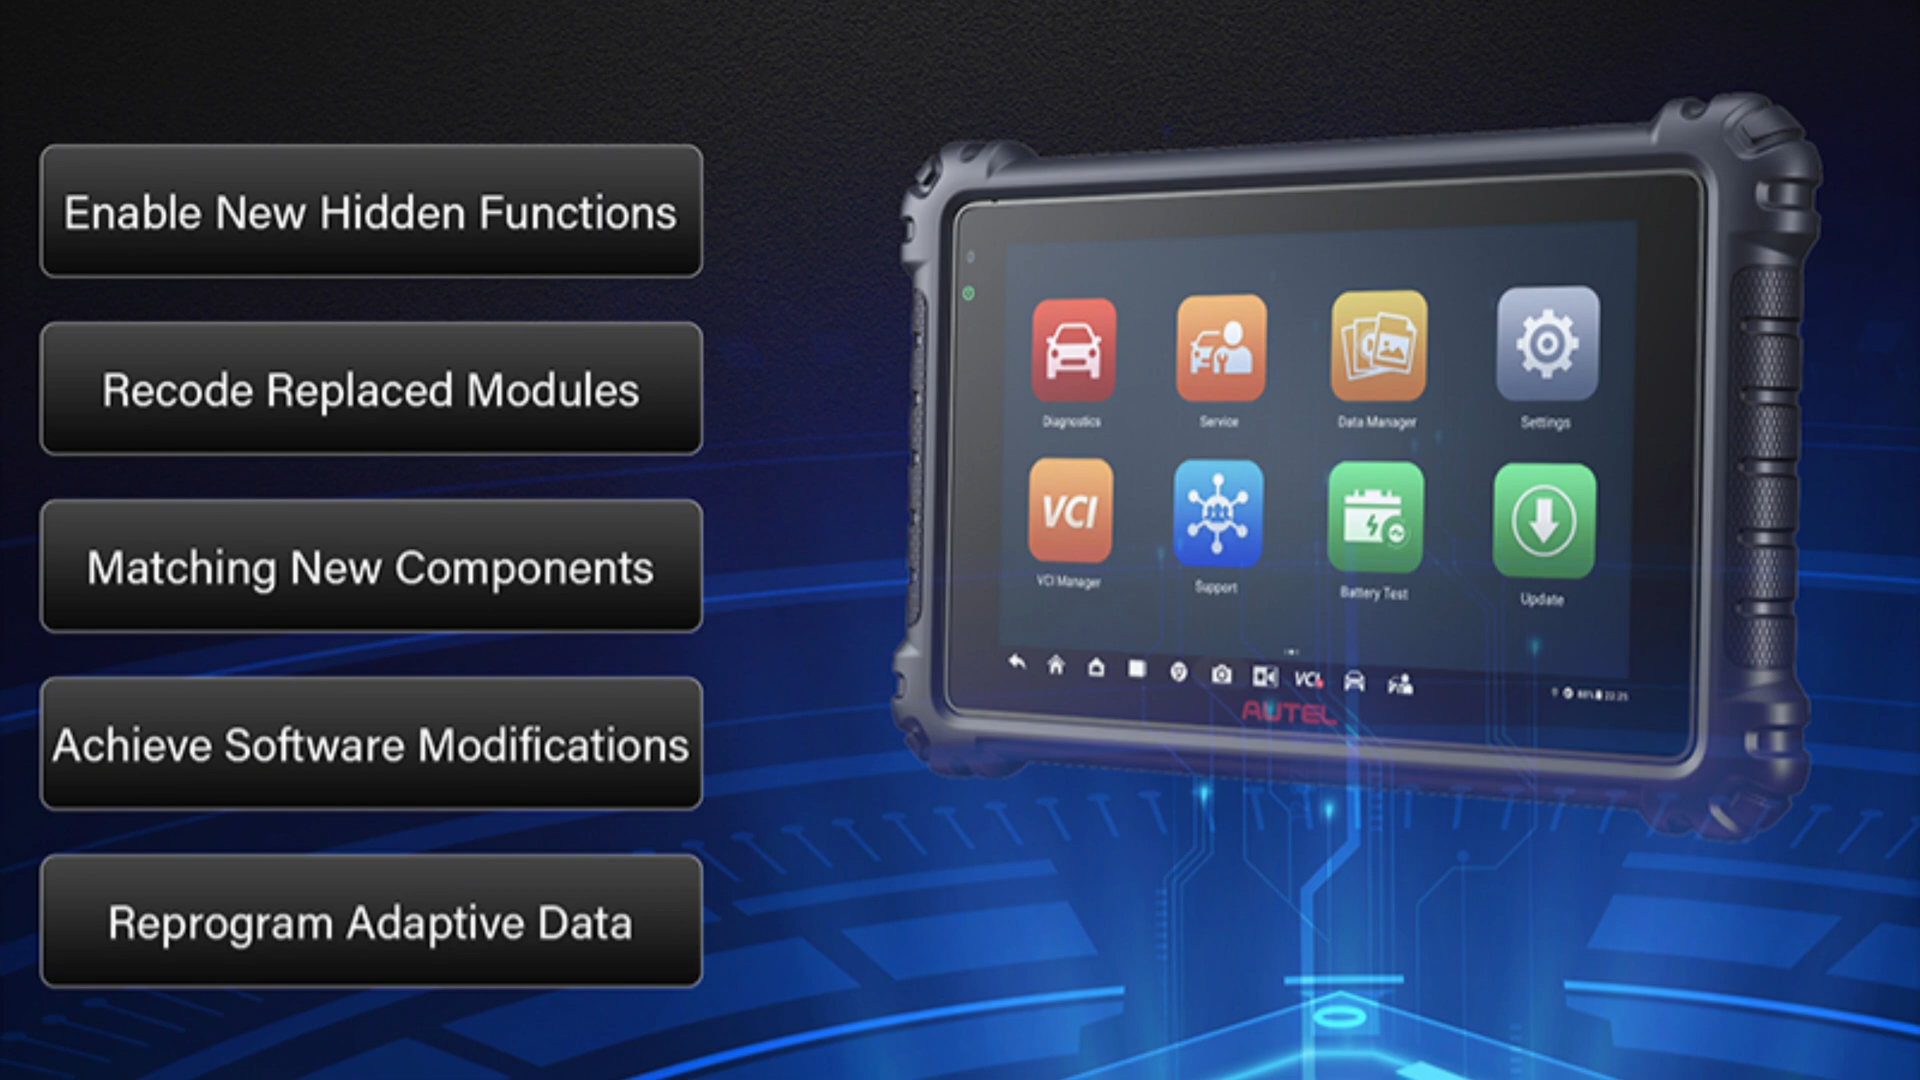 Enable New Hidden Functions
Recode Replaced Modules
Matching New Components
Achieve Software Modifications
Reprogram Adaptive Data
Diagnostics
Service
Data Manager
Settings
VCI
VCI Manager
Support
Battery Test
Update
VCI
AUTEL